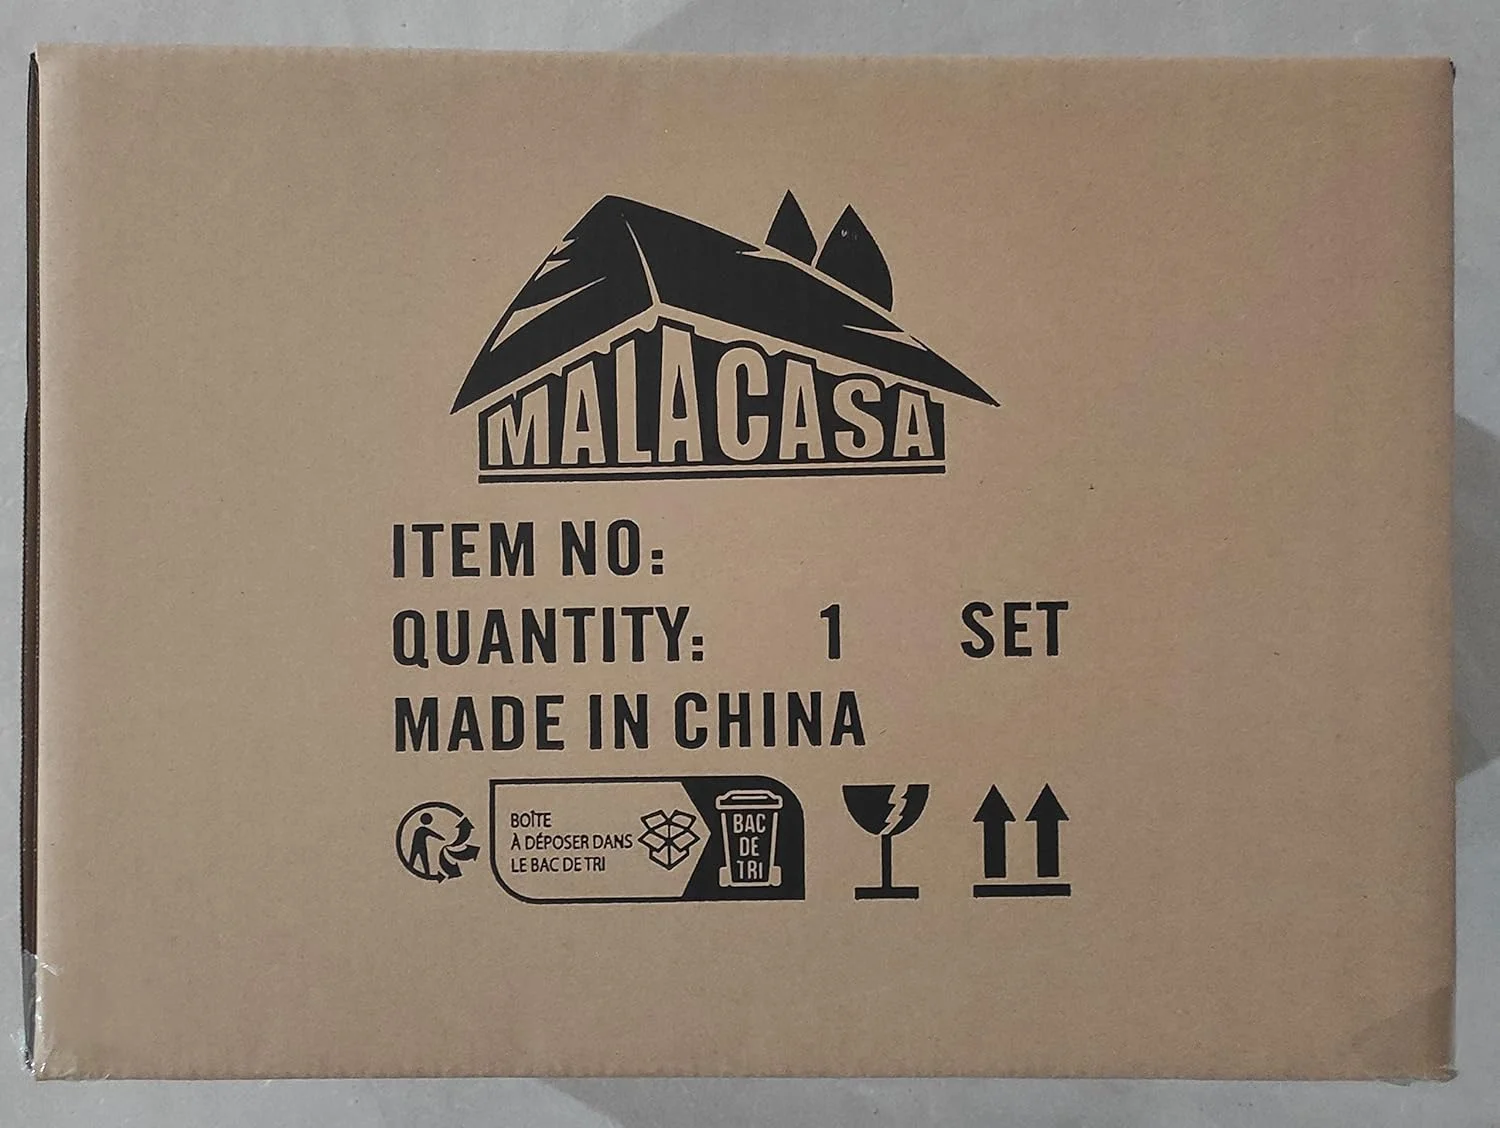 MALACASA
ITEM NO:
QUANTITY: 1 SET
MADE IN CHINA
BOÎTE
À DÉPOSER DANS
LE BAC DE TRI
BAC
DE
TRI